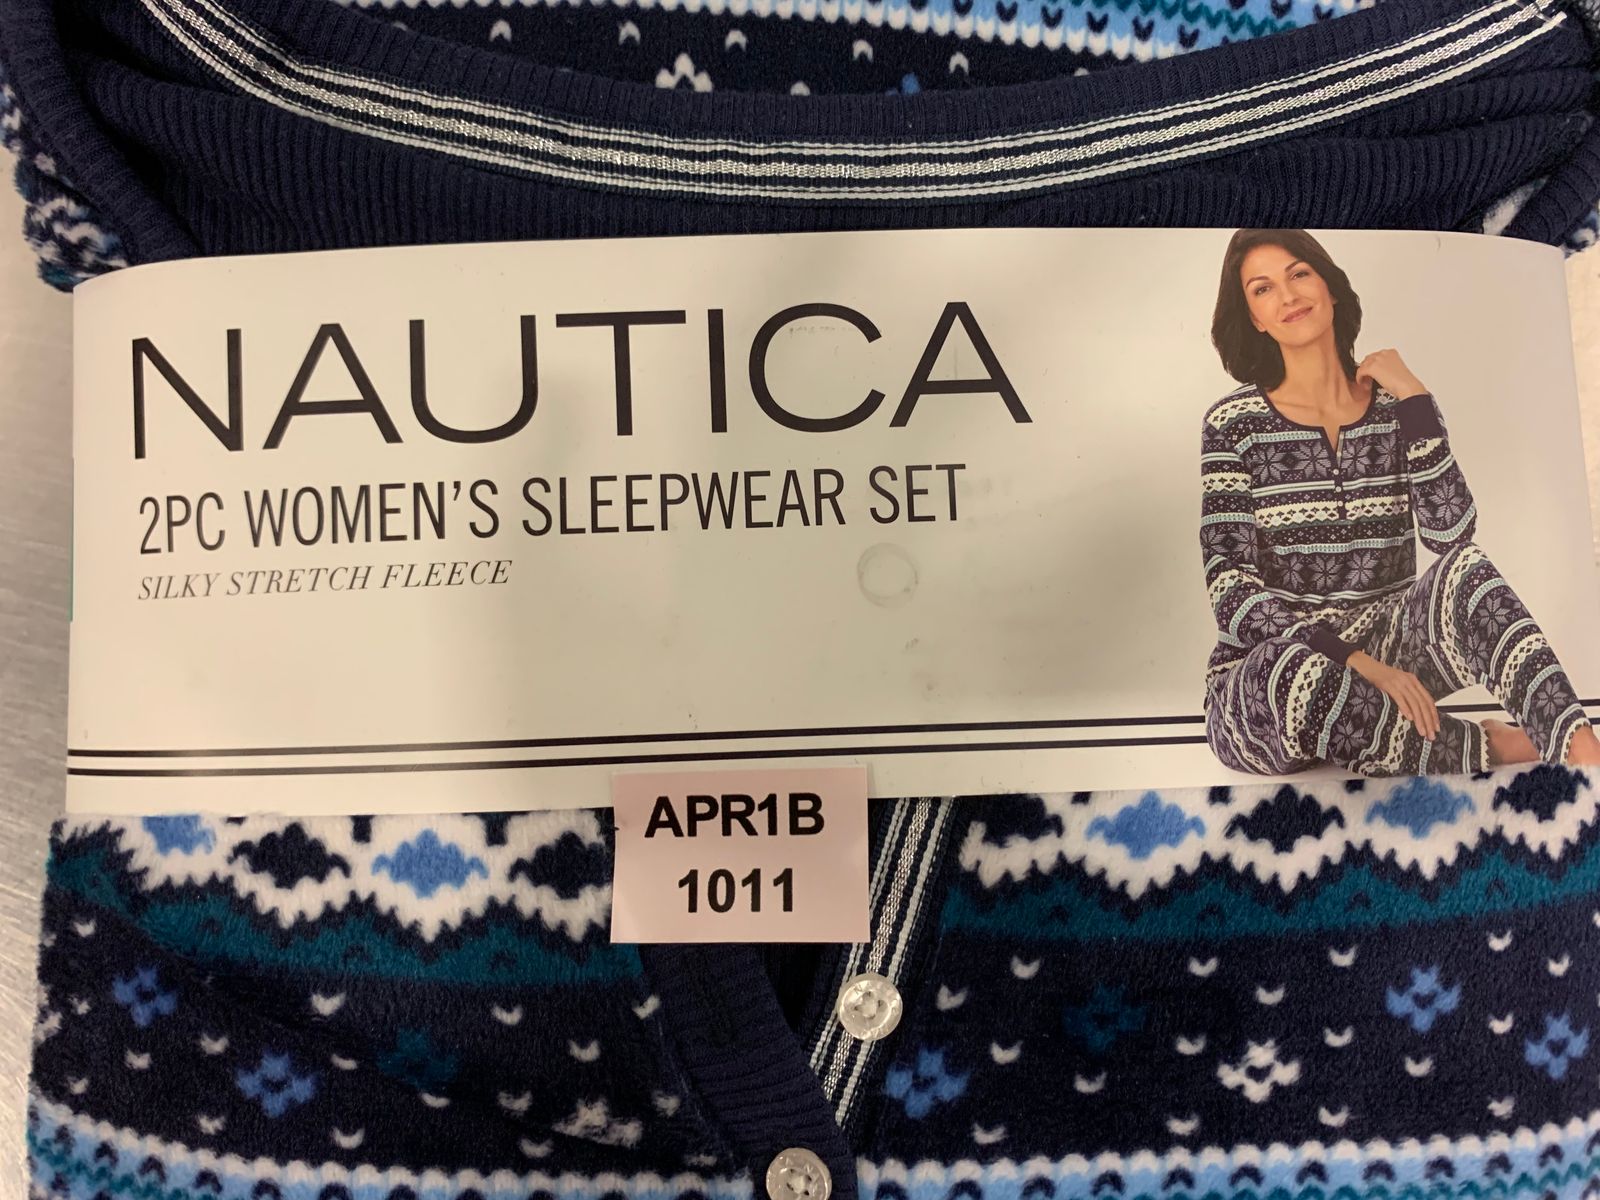 NAUTICA
2PC WOMEN'S SLEEPWEAR SET
SILKY STRETCH FLEECE
APR1B
1011